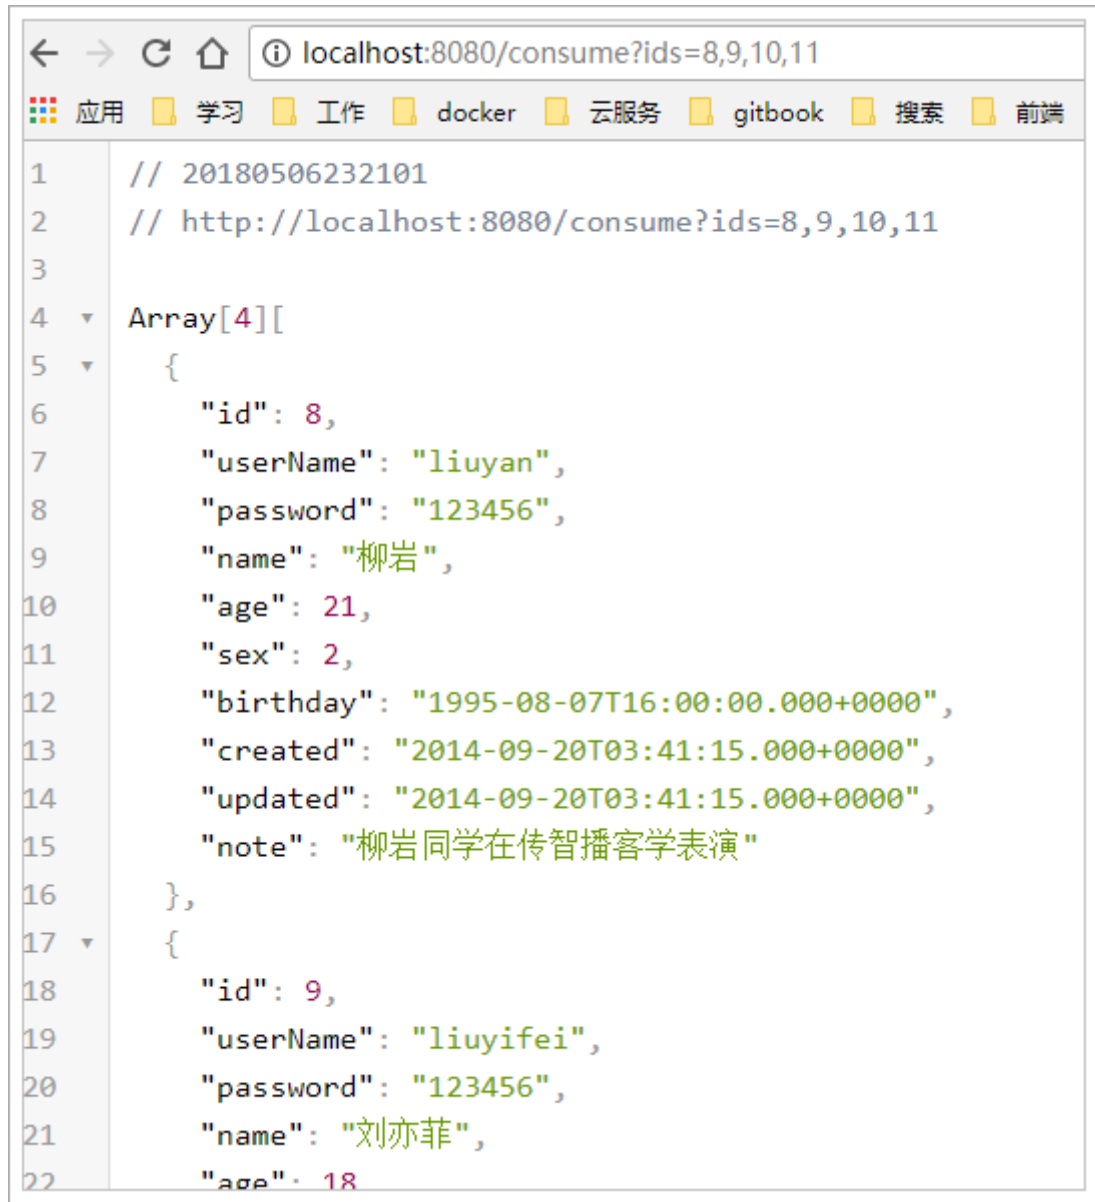 localhost:8080/consume?ids=8,9,10,11
应用 学习 工作 docker 云服务 gitbook 搜索 前端
1 // 20180506232101
2 // http://localhost:8080/consume?ids=8,9,10,11
3
4 Array[4][
5 {
6 "id": 8,
7 "userName": "liuyan",
8 "password": "123456",
9 "name": "柳岩",
10 "age": 21,
11 "sex": 2,
12 "birthday": "1995-08-07T16:00:00.000+0000",
13 "created": "2014-09-20T03:41:15.000+0000",
14 "updated": "2014-09-20T03:41:15.000+0000",
15 "note": "柳岩同学在传智播客学表演"
16 },
17 {
18 "id": 9,
19 "userName": "liuyifei",
20 "password": "123456",
21 "name": "刘亦菲",
22 "age": 18